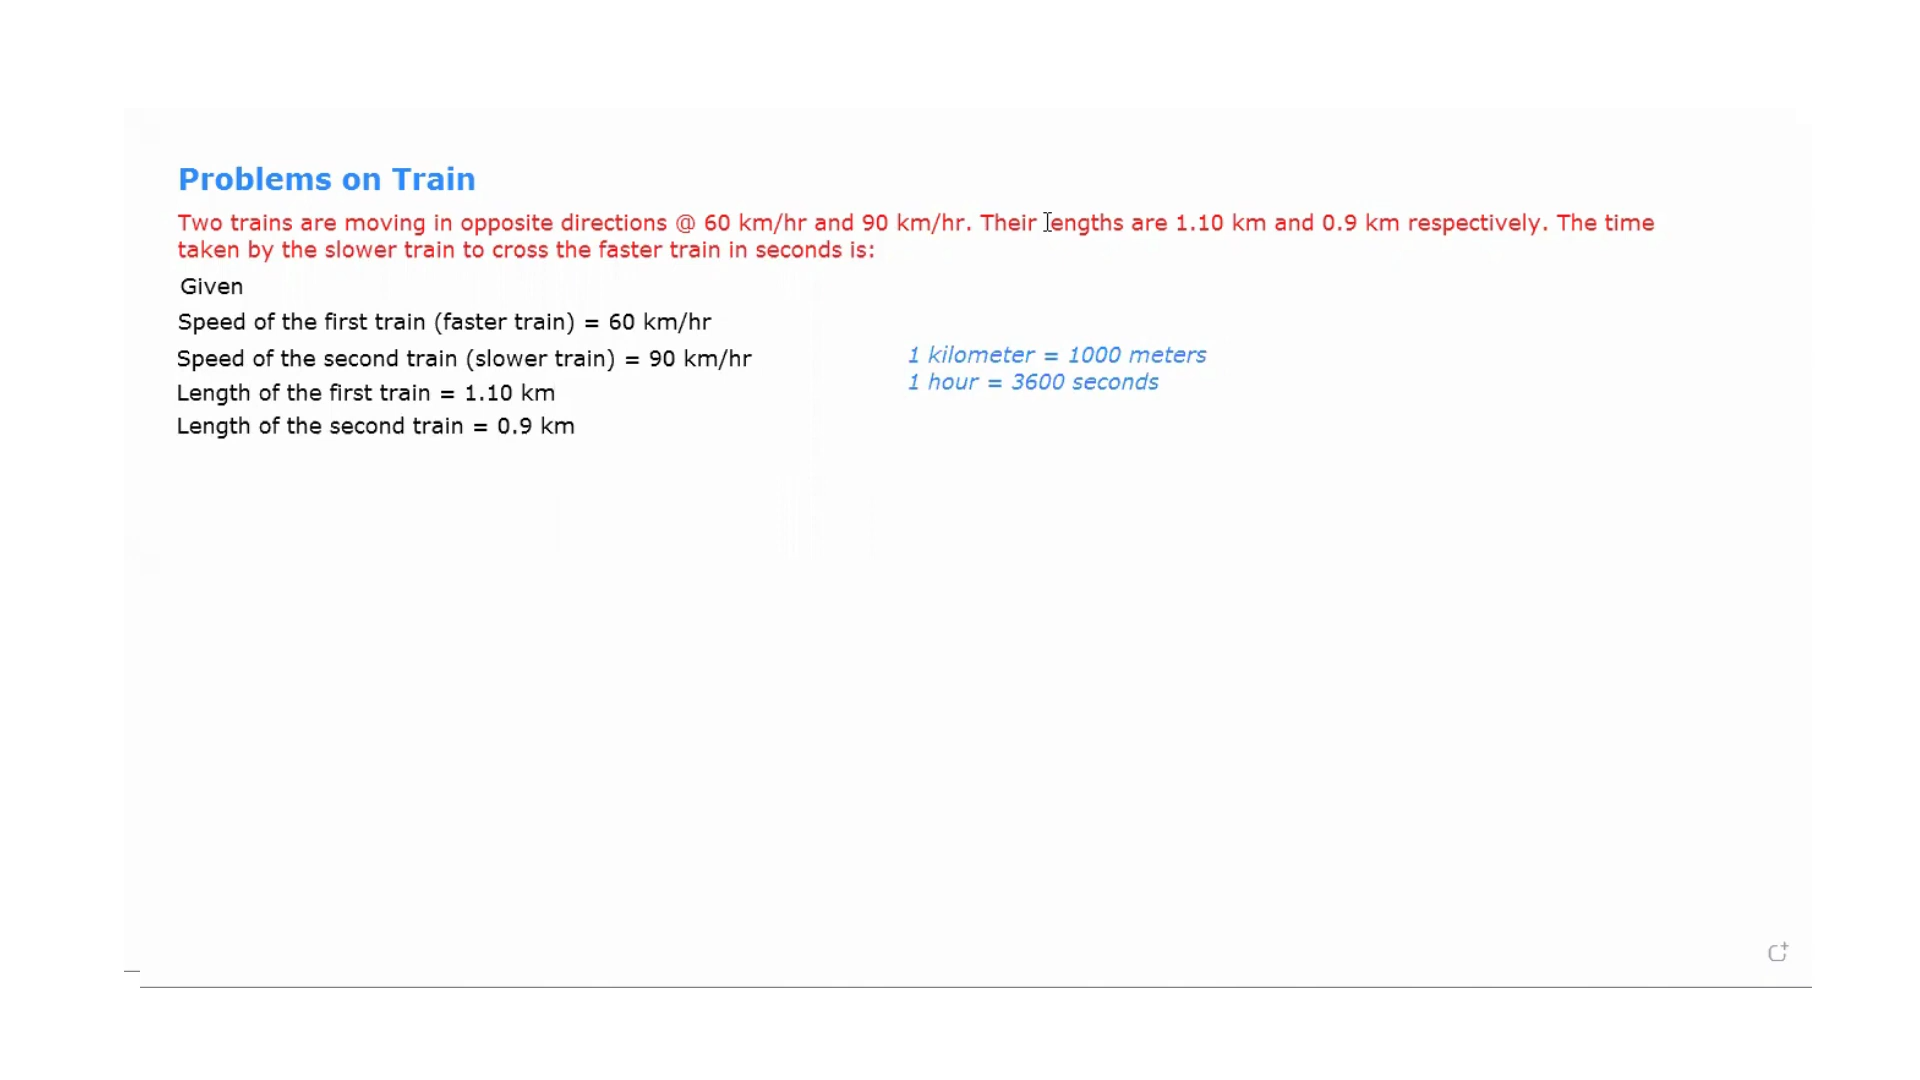 Problems on Train
Two trains are moving in opposite directions @ 60 km/hr and 90 km/hr. Their lengths are 1.10 km and 0.9 km respectively. The time
taken by the slower train to cross the faster train in seconds is:
Given
Speed of the first train (faster train) = 60 km/hr
Speed of the second train (slower train) = 90 km/hr
Length of the first train = 1.10 km
Length of the second train = 0.9 km
1 kilometer = 1000 meters
1 hour = 3600 seconds